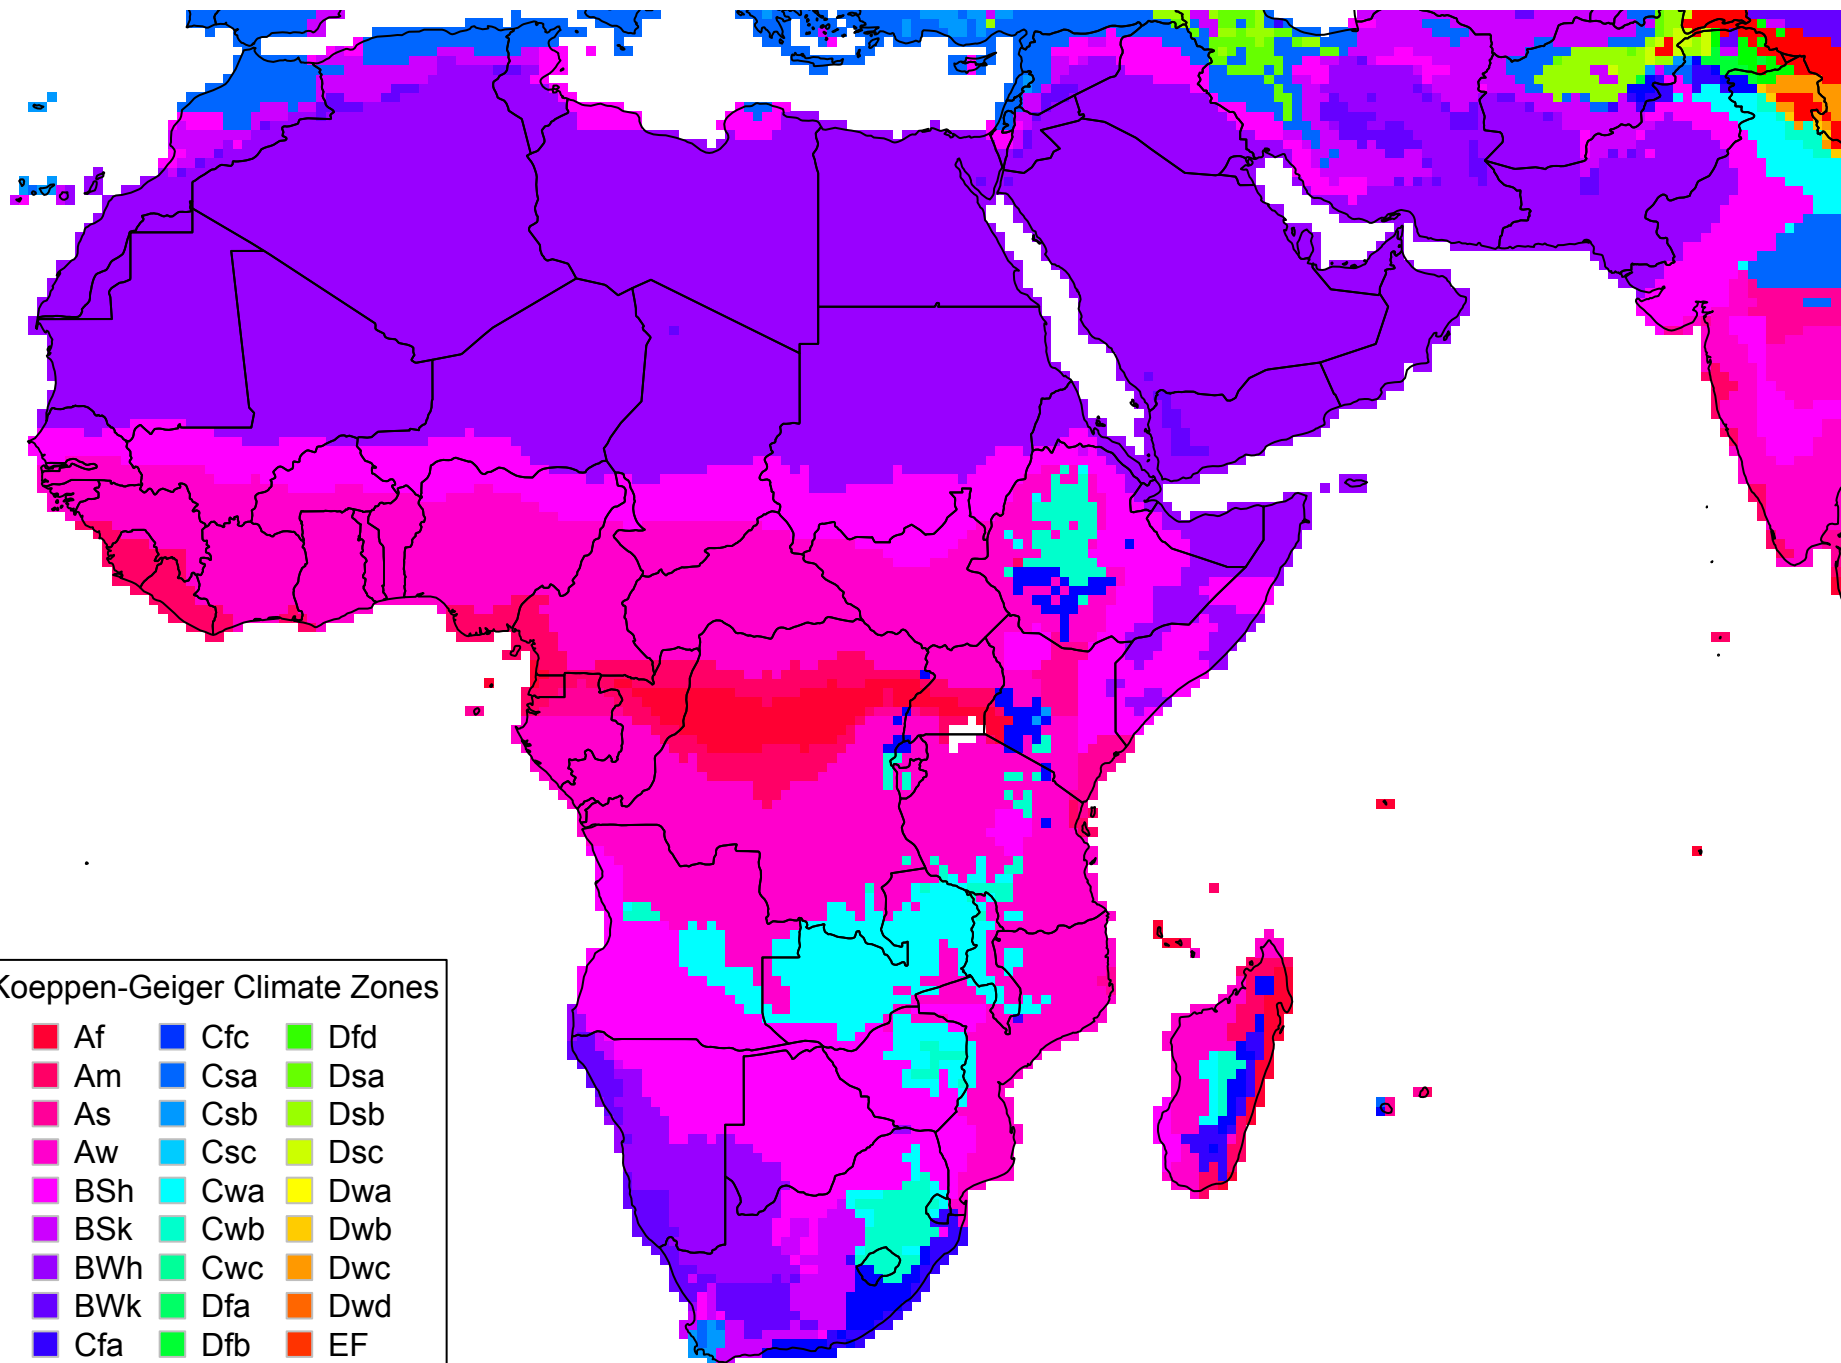 Koeppen-Geiger Climate Zones
Af Cfc Dfd
Am Csa Dsa
As Csb Dsb
Aw Csc Dsc
BSh Cwa Dwa
BSk Cwb Dwb
BWh Cwc Dwc
BWk Dfa Dwd
Cfa Dfb EF